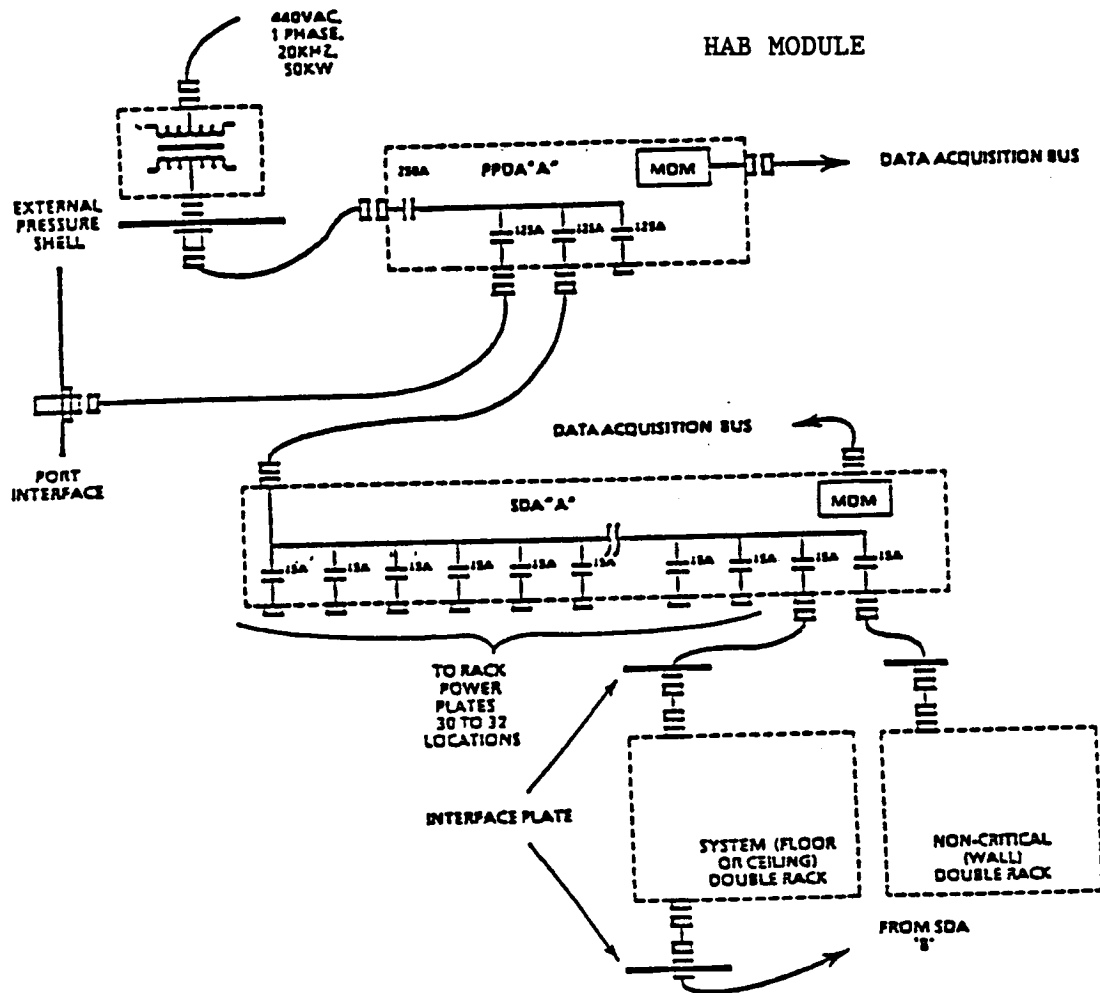 440VAC,
1 PHASE,
20KHZ,
50KW
HAB MODULE
250A
PPDA "A"
MDM
DATA ACQUISITION BUS
125A
125A
125A
EXTERNAL
PRESSURE
SHELL
PORT
INTERFACE
DATA ACQUISITION BUS
SDA "A"
MDM
15A
15A
15A
15A
15A
15A
15A
15A
15A
15A
TO RACK
POWER
PLATES
30 TO 32
LOCATIONS
INTERFACE PLATE
SYSTEM (FLOOR
OR CEILING)
DOUBLE RACK
NON-CRITICAL
(WALL)
DOUBLE RACK
FROM SDA
"B"